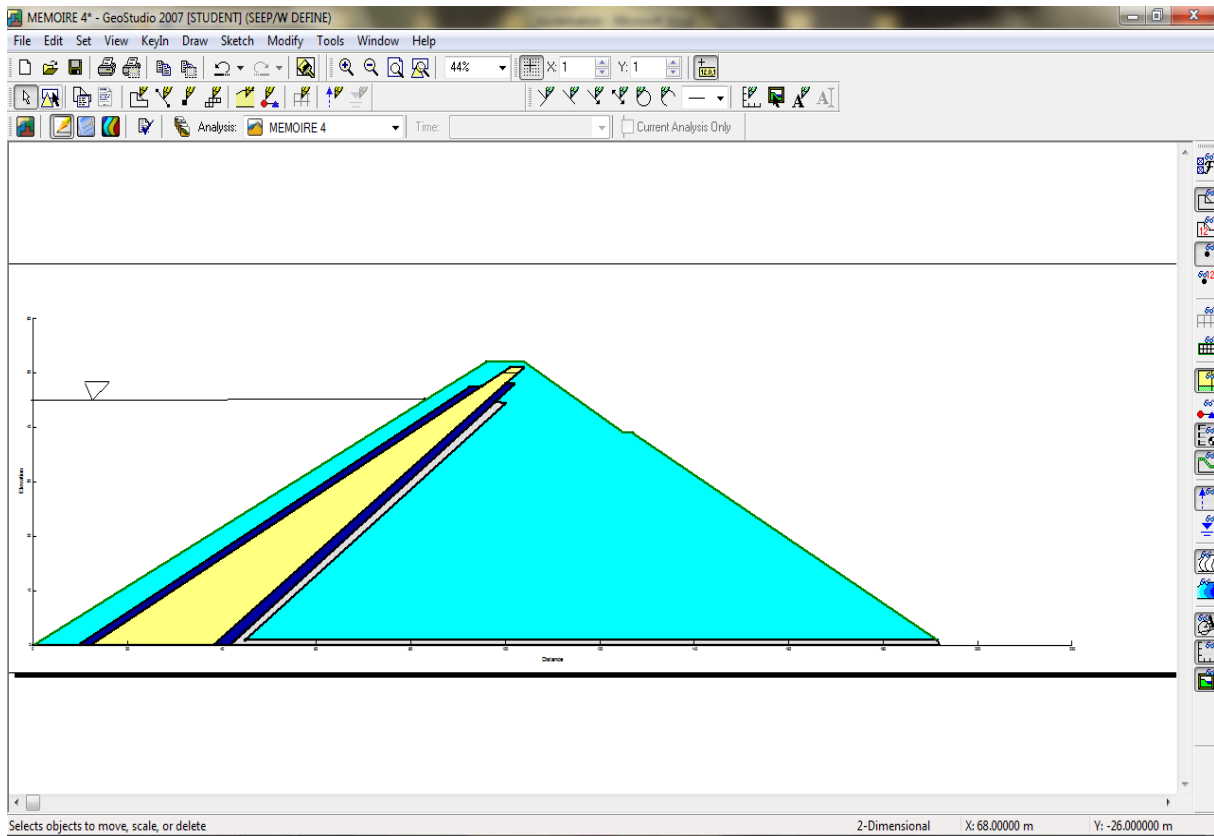 MEMOIRE 4* - GeoStudio 2007 [STUDENT] (SEEP/W DEFINE)
File Edit Set View KeyIn Draw Sketch Modify Tools Window Help
44% X: 1 Y: 1
Analysis: MEMOIRE 4 Time: Current Analysis Only
Elevation
Distance
Selects objects to move, scale, or delete 2-Dimensional X: 68.00000 m Y: -26.000000 m